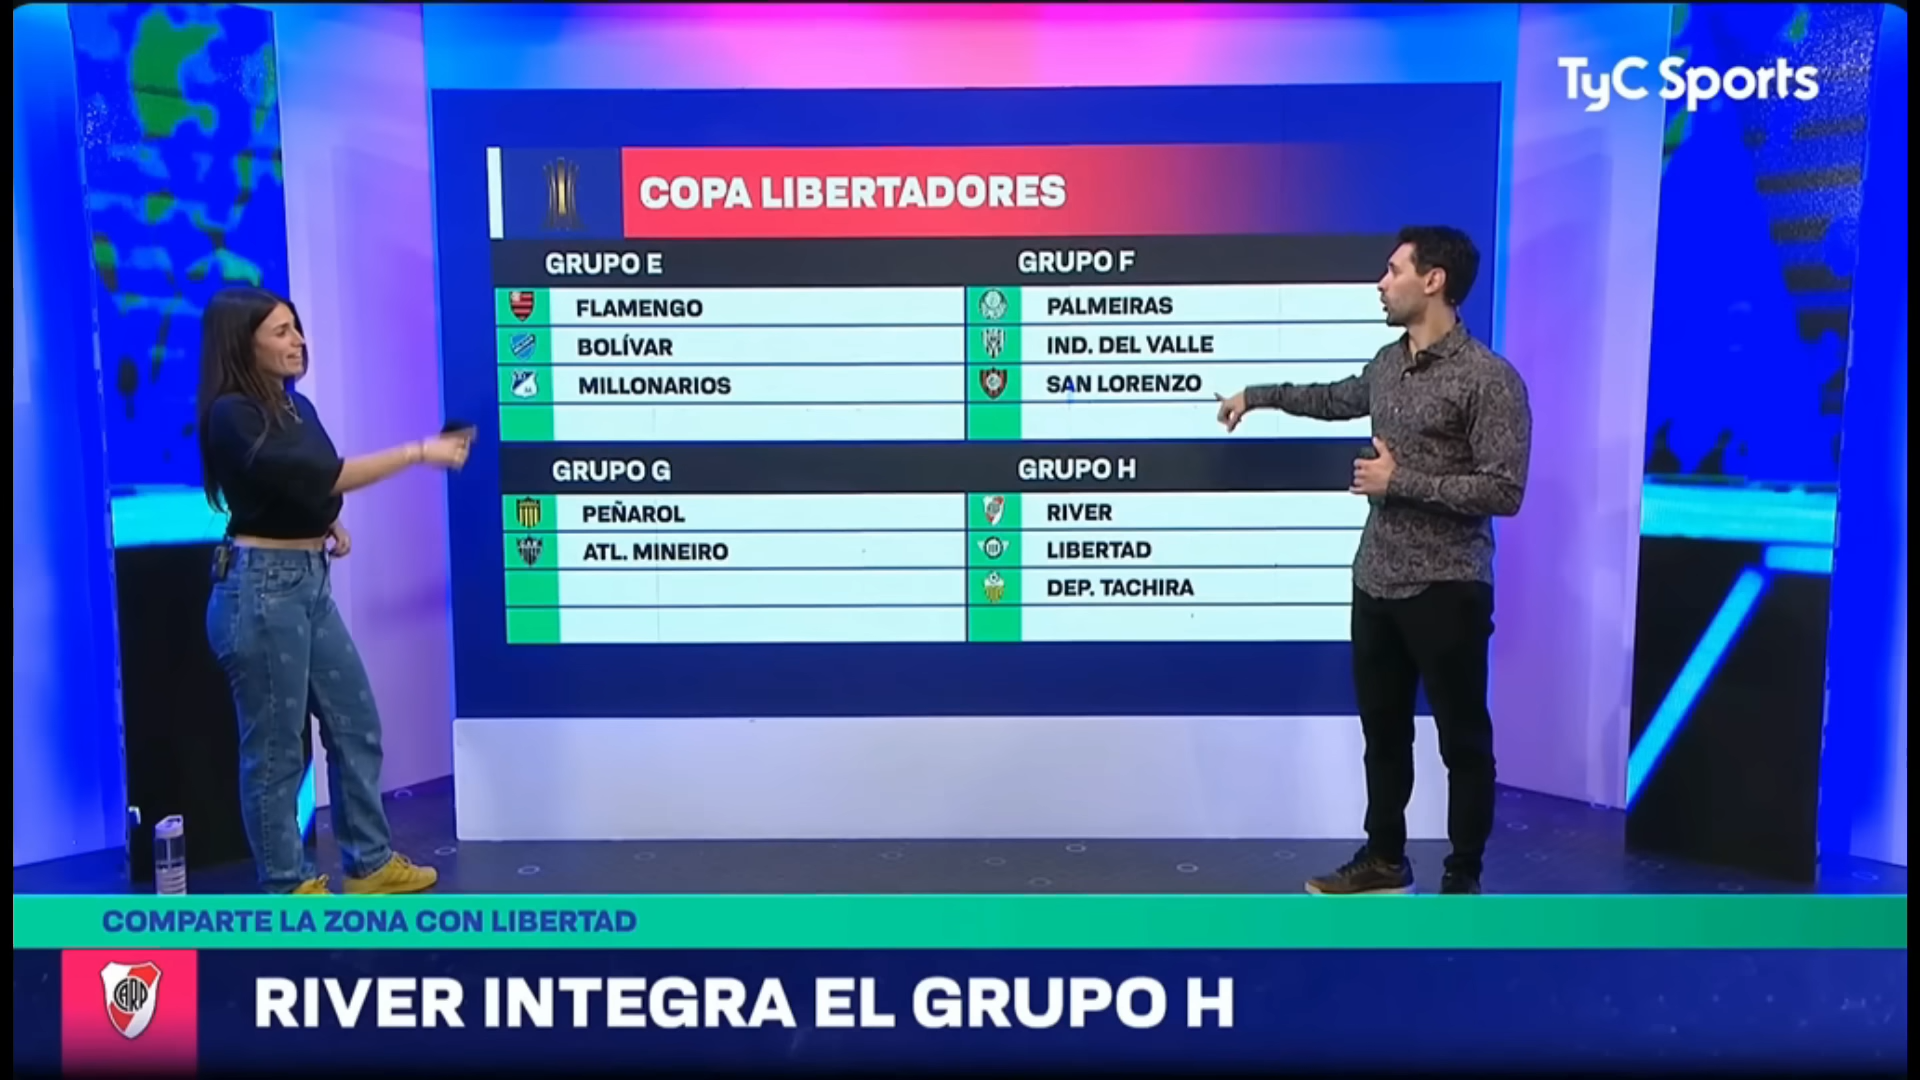 TyC Sports
COPA LIBERTADORES
GRUPO E
FLAMENGO
BOLÍVAR
MILLONARIOS
GRUPO F
PALMEIRAS
IND. DEL VALLE
SAN LORENZO
GRUPO G
PEÑAROL
ATL. MINEIRO
GRUPO H
RIVER
LIBERTAD
DEP. TACHIRA
COMPARTE LA ZONA CON LIBERTAD
CARP
RIVER INTEGRA EL GRUPO H